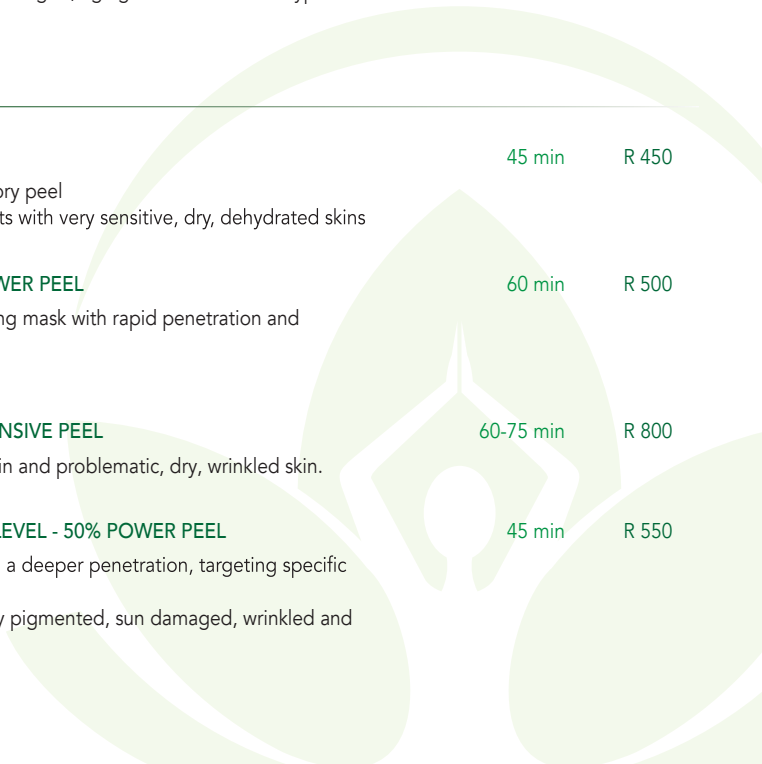 45 min R 450
ory peel
ts with very sensitive, dry, dehydrated skins
WER PEEL 60 min R 500
ng mask with rapid penetration and
NSIVE PEEL 60-75 min R 800
in and problematic, dry, wrinkled skin.
LEVEL - 50% POWER PEEL 45 min R 550
a deeper penetration, targeting specific
y pigmented, sun damaged, wrinkled and